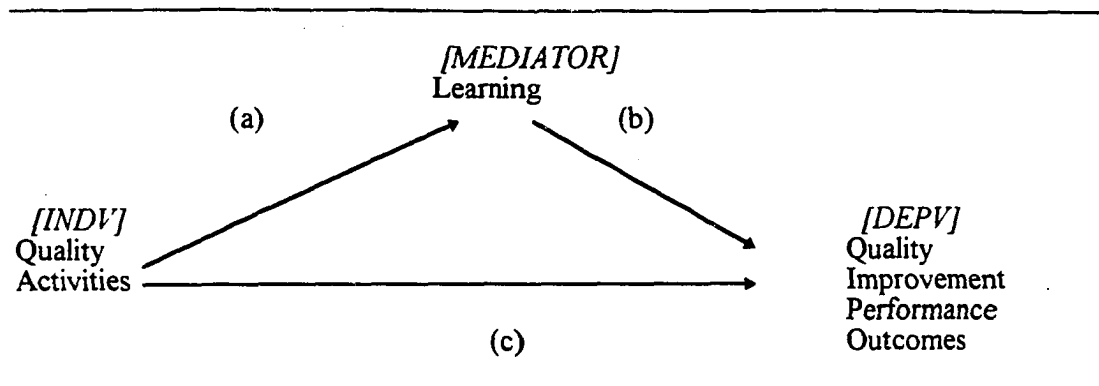 [MEDIATOR]
Learning
(a)
(b)
[INDV]
Quality
Activities
[DEPV]
Quality
Improvement
Performance
Outcomes
(c)